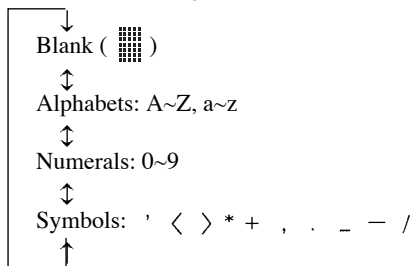 Blank ( )
Alphabets: A~Z, a~z
Numerals: 0~9
Symbols: ' 〈 〉 * + , . _ − /